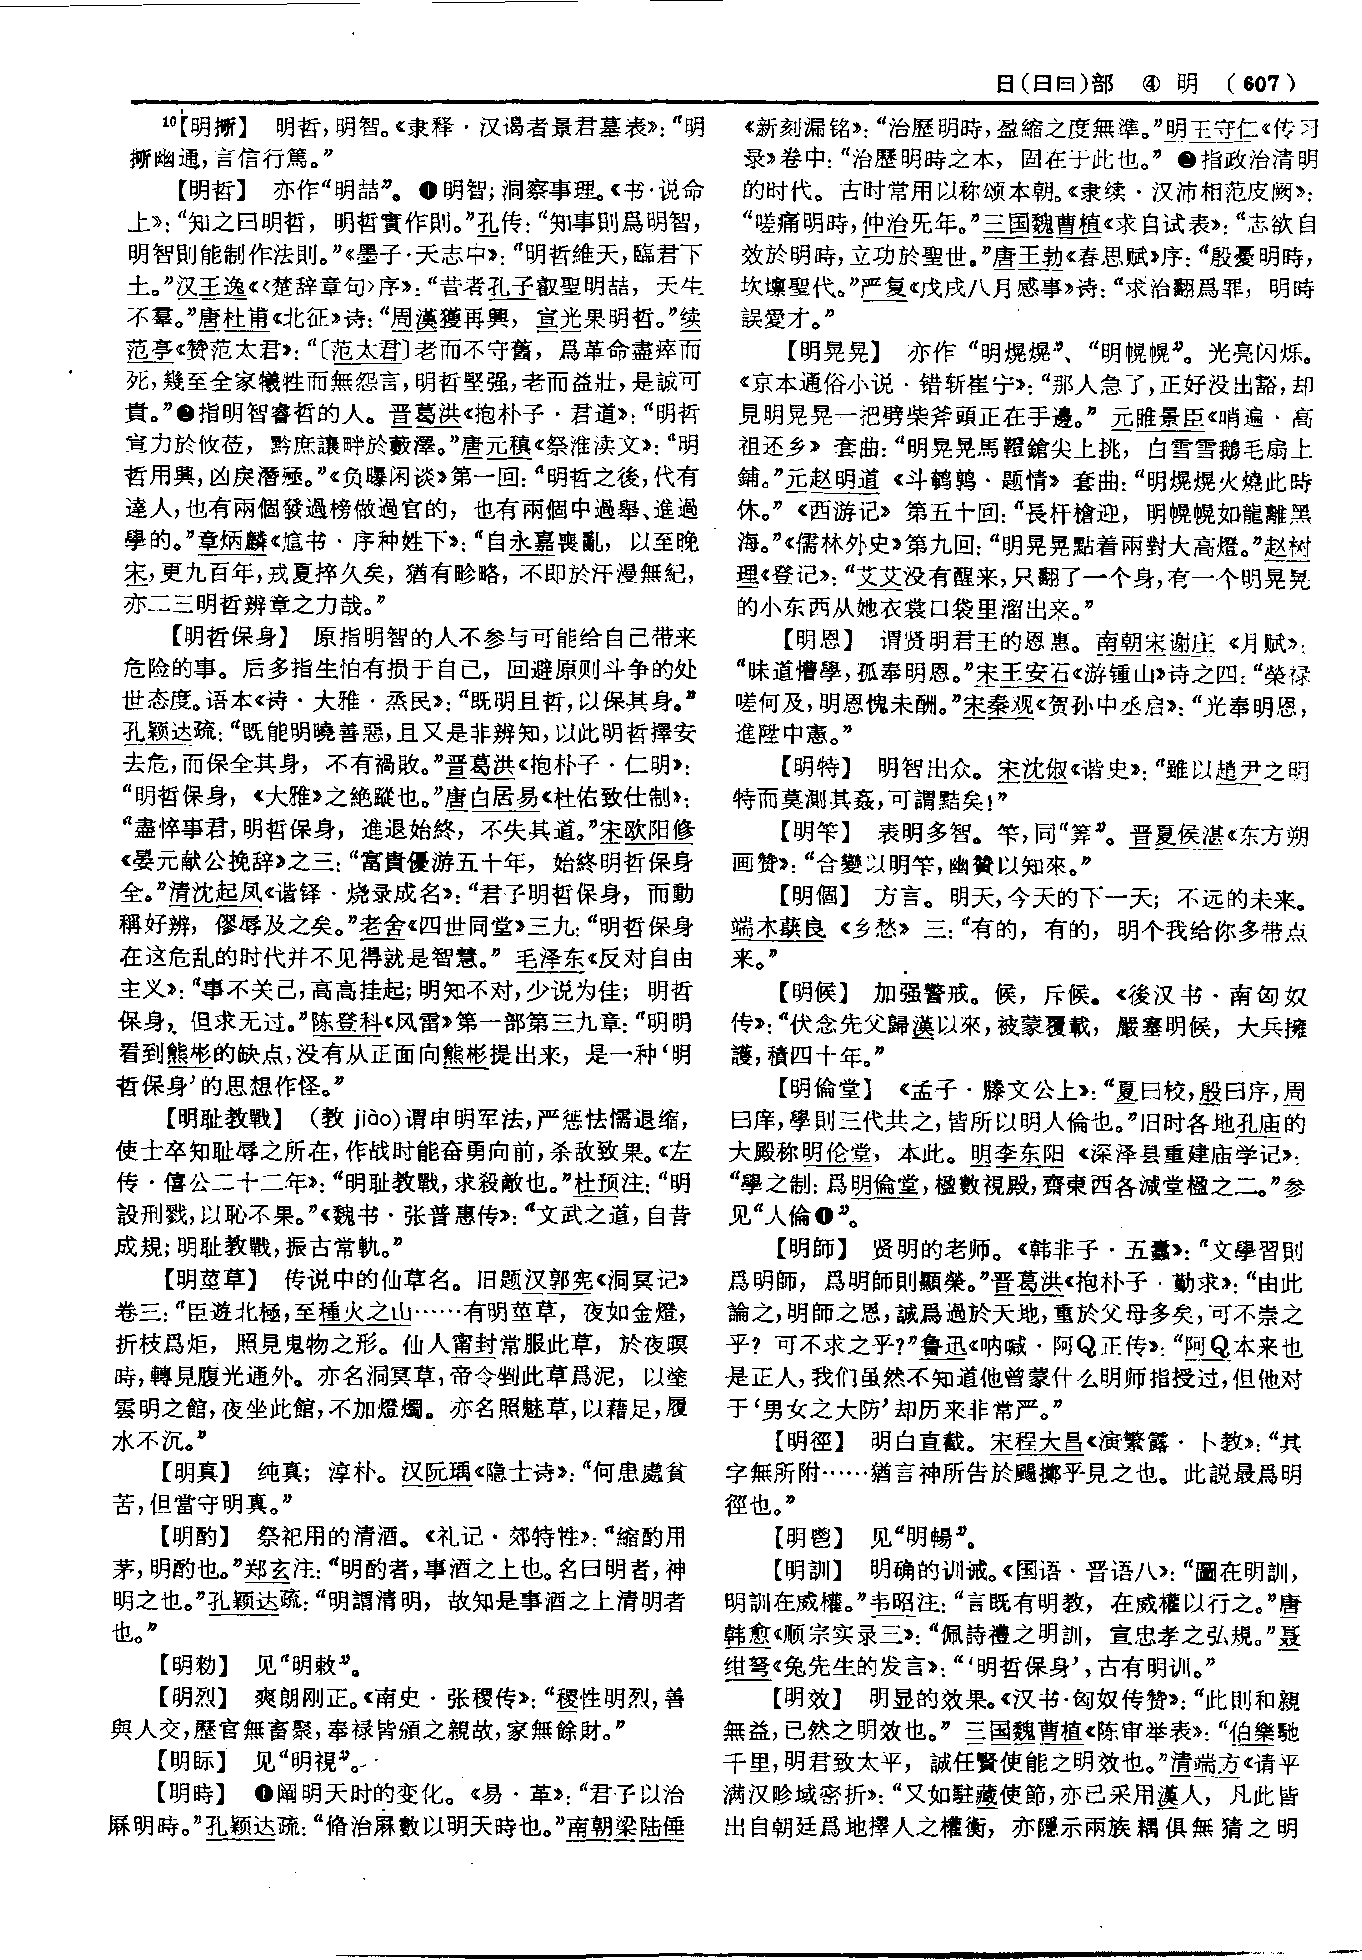 日(日曰)部 ④ 明 (607)
¹⁰【明㨗】 明哲,明智。《隶释·汉谒者景君墓表》:“明
幽通,言信行篤。”
【明哲】 亦作“明喆”。❶明智;洞察事理。《书·说命
上》:“知之曰明哲,明哲實作則。”孔传:“知事則爲明智,
明智則能制作法則。”《墨子·天志中》:“明哲维天,臨君下
土。”汉王逸《〈楚辞章句〉序》:“昔者孔子叡聖明喆,天生
不羣。”唐杜甫《北征》诗:“周漢獲再興,宣光果明哲。”续
范亭《赞范太君》:“〔范太君〕老而不守舊,爲革命盡瘁而
死,幾至全家犧牲而無怨言,明哲堅强,老而益壯,是誠可
貴。”❷指明智睿哲的人。晋葛洪《抱朴子·君道》:“明哲
宣力於攸莅,黔庶讓畔於藪澤。”唐元稹《祭淮渎文》:“明
哲用興,凶戾潛殛。”《负曝闲谈》第一回:“明哲之後,代有
達人,也有兩個發過榜做過官的,也有兩個中過舉、進過
學的。”章炳麟《訄书·序种姓下》:“自永嘉喪亂,以至晚
宋,更九百年,戎夏捽久矣,猶有畛略,不即於汗漫無紀,
亦二三明哲辨章之力哉。”
【明哲保身】 原指明智的人不参与可能给自己带来
危险的事。后多指生怕有损于自己,回避原则斗争的处
世态度。语本《诗·大雅·烝民》:“既明且哲,以保其身。”
孔颖达疏:“既能明曉善惡,且又是非辨知,以此明哲擇安
去危,而保全其身,不有禍敗。”晋葛洪《抱朴子·仁明》:
“明哲保身,《大雅》之絶蹤也。”唐白居易《杜佑致仕制》:
“盡悴事君,明哲保身,進退始終,不失其道。”宋欧阳修
《晏元献公挽辞》之三:“富貴優游五十年,始終明哲保身
全。”清沈起凤《谐铎·烧录成名》:“君子明哲保身,而動
稱好辨,僇辱及之矣。”老舍《四世同堂》三九:“明哲保身
在这危乱的时代并不见得就是智慧。”毛泽东《反对自由
主义》:“事不关己,高高挂起;明知不对,少说为佳;明哲
保身,但求无过。”陈登科《风雷》第一部第三九章:“明明
看到熊彬的缺点,没有从正面向熊彬提出来,是一种‘明
哲保身’的思想作怪。”
【明耻教戰】 (教 jiào)谓申明军法,严惩怯懦退缩,
使士卒知耻辱之所在,作战时能奋勇向前,杀敌致果。《左
传·僖公二十二年》:“明耻教戰,求殺敵也。”杜预注:“明
設刑戮,以恥不果。”《魏书·张普惠传》:“文武之道,自昔
成規;明耻教戰,振古常軌。”
【明莖草】 传说中的仙草名。旧题汉郭宪《洞冥记》
卷三:“臣遊北極,至種火之山……有明莖草,夜如金燈,
折枝爲炬,照見鬼物之形。仙人甯封常服此草,於夜暝
時,轉見腹光通外。亦名洞冥草,帝令剉此草爲泥,以塗
雲明之館,夜坐此館,不加燈燭。亦名照魅草,以藉足,履
水不沉。”
【明真】 纯真;淳朴。汉阮瑀《隐士诗》:“何患處貧
苦,但當守明真。”
【明酌】 祭祀用的清酒。《礼记·郊特牲》:“縮酌用
茅,明酌也。”郑玄注:“明酌者,事酒之上也。名曰明者,神
明之也。”孔颖达疏:“明謂清明,故知是事酒之上清明者
也。”
【明勑】 见“明敕”。
【明烈】 爽朗刚正。《南史·张稷传》:“稷性明烈,善
與人交,歷官無畜聚,奉禄皆頒之親故,家無餘財。”
【明眎】 见“明視”。
【明時】 ❶阐明天时的变化。《易·革》:“君子以治
厤明時。”孔颖达疏:“脩治厤數以明天時也。”南朝梁陆倕
《新刻漏铭》:“治歷明時,盈縮之度無準。”明王守仁《传习
录》卷中:“治歷明時之本,固在于此也。”❷指政治清明
的时代。古时常用以称颂本朝。《隶续·汉沛相范皮阙》:
“嗟痛明時,仲治无年。”三国魏曹植《求自试表》:“志欲自
效於明時,立功於聖世。”唐王勃《春思赋》序:“殷憂明時,
坎壈聖代。”严复《戊戌八月感事》诗:“求治翻爲罪,明時
誤愛才。”
【明晃晃】 亦作“明熀熀”、“明幌幌”。光亮闪烁。
《京本通俗小说·错斩崔宁》:“那人急了,正好没出豁,却
見明晃晃一把劈柴斧頭正在手邊。”元睢景臣《哨遍·高
祖还乡》套曲:“明晃晃馬鞾鎗尖上挑,白雪雪鵝毛扇上
鋪。”元赵明道《斗鹌鹑·题情》套曲:“明熀熀火燒此時
休。”《西游记》第五十回:“長杆槍迎,明幌幌如龍離黑
海。”《儒林外史》第九回:“明晃晃點着兩對大高燈。”赵树
理《登记》:“艾艾没有醒来,只翻了一个身,有一个明晃晃
的小东西从她衣裳口袋里溜出来。”
【明恩】 谓贤明君王的恩惠。南朝宋谢庄《月赋》:
“昧道懵學,孤奉明恩。”宋王安石《游锺山》诗之四:“榮禄
嗟何及,明恩愧未酬。”宋秦观《贺孙中丞启》:“光奉明恩,
進陞中憲。”
【明特】 明智出众。宋沈俶《谐史》:“雖以趙尹之明
特而莫測其姦,可謂黠矣!”
【明筰】 表明多智。筰,同“筭”。晋夏侯湛《东方朔
画赞》:“合變以明筰,幽贊以知來。”
【明個】 方言。明天,今天的下一天;不远的未来。
端木蕻良《乡愁》三:“有的,有的,明个我给你多带点
来。”
【明候】 加强警戒。候,斥候。《後汉书·南匈奴
传》:“伏念先父歸漢以來,被蒙覆載,嚴塞明候,大兵擁
護,積四十年。”
【明倫堂】 《孟子·滕文公上》:“夏曰校,殷曰序,周
曰庠,學則三代共之,皆所以明人倫也。”旧时各地孔庙的
大殿称明伦堂,本此。明李东阳《深泽县重建庙学记》:
“學之制:爲明倫堂,楹數視殿,齋東西各減堂楹之二。”参
见“人倫❶”。
【明師】 贤明的老师。《韩非子·五蠹》:“文學習則
爲明師,爲明師則顯榮。”晋葛洪《抱朴子·勤求》:“由此
論之,明師之恩,誠爲過於天地,重於父母多矣,可不崇之
乎?可不求之乎?”鲁迅《呐喊·阿Q正传》:“阿Q本来也
是正人,我们虽然不知道他曾蒙什么明师指授过,但他对
于‘男女之大防’却历来非常严。”
【明徑】 明白直截。宋程大昌《演繁露·卜教》:“其
字無所附……猶言神所告於颺擲乎見之也。此説最爲明
徑也。”
【明鬯】 见“明暢”。
【明訓】 明确的训诫。《国语·晋语八》:“圖在明訓,
明訓在威權。”韦昭注:“言既有明教,在威權以行之。”唐
韩愈《顺宗实录三》:“佩詩禮之明訓,宣忠孝之弘規。”聂
绀弩《兔先生的发言》:“‘明哲保身’,古有明训。”
【明效】 明显的效果。《汉书·匈奴传赞》:“此則和親
無益,已然之明效也。”三国魏曹植《陈审举表》:“伯樂馳
千里,明君致太平,誠任賢使能之明效也。”清端方《请平
满汉畛域密折》:“又如駐藏使節,亦已采用漢人,凡此皆
出自朝廷爲地擇人之權衡,亦隱示兩族耦俱無猜之明